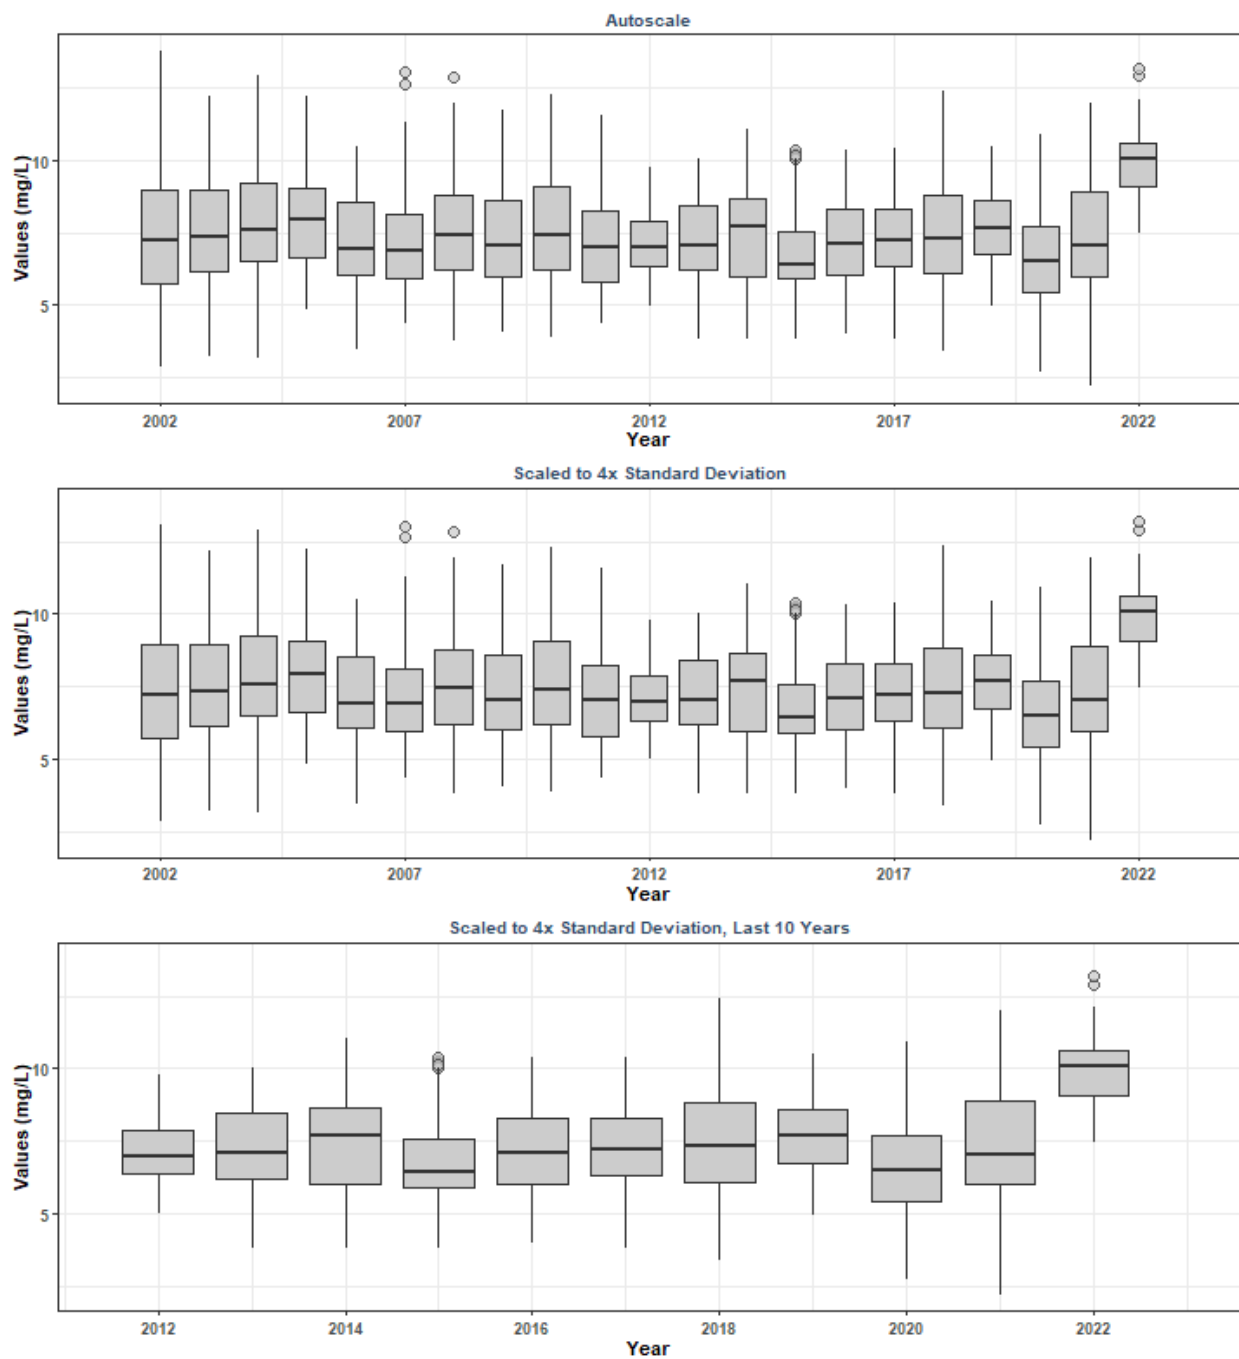 Autoscale
Values (mg/L)
10
5
2002 2007 2012 2017 2022
Year
Scaled to 4x Standard Deviation
Values (mg/L)
10
5
2002 2007 2012 2017 2022
Year
Scaled to 4x Standard Deviation, Last 10 Years
Values (mg/L)
10
5
2012 2014 2016 2018 2020 2022
Year